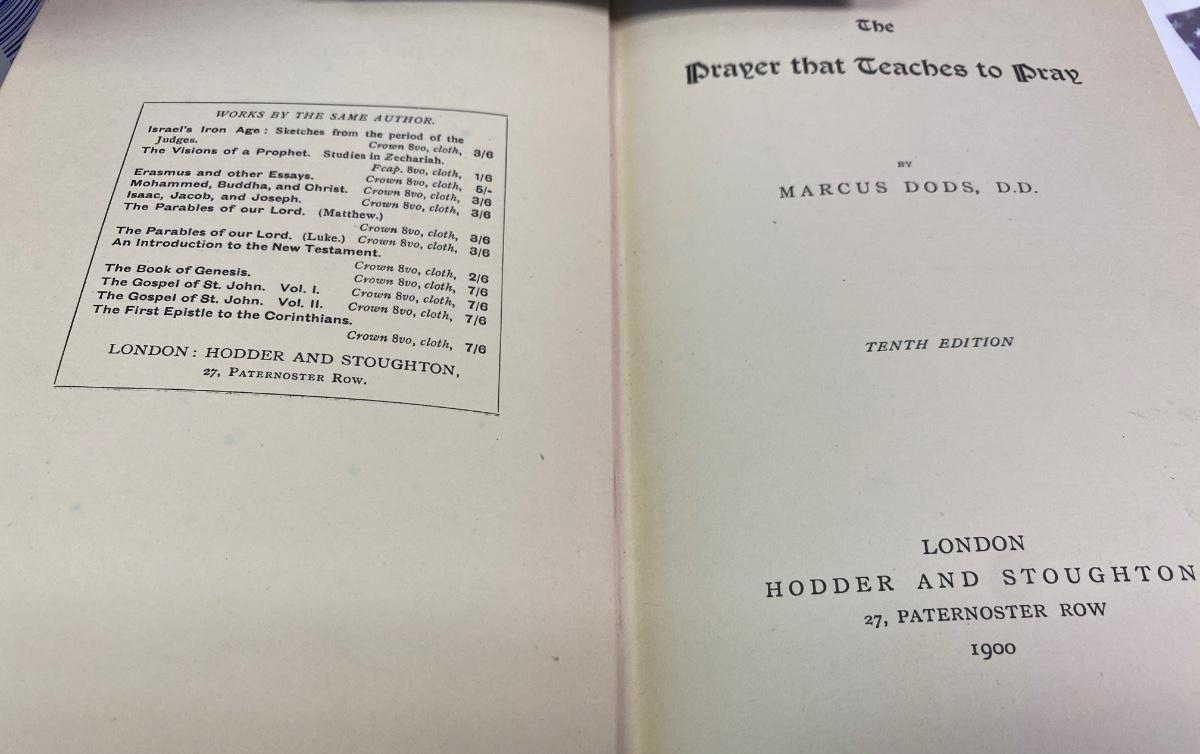 WORKS BY THE SAME AUTHOR.
Israel's Iron Age: Sketches from the period of the
Judges. Crown 8vo, cloth, 3/6
The Visions of a Prophet. Studies in Zechariah.
Fcap. 8vo, cloth, 1/6
Erasmus and other Essays. Crown 8vo, cloth, 5/-
Mohammed, Buddha, and Christ. Crown 8vo, cloth, 3/6
Isaac, Jacob, and Joseph. Crown 8vo, cloth, 3/6
The Parables of our Lord. (Matthew.)
Crown 8vo, cloth, 3/6
The Parables of our Lord. (Luke.) Crown 8vo, cloth, 3/6
An Introduction to the New Testament.
Crown 8vo, cloth, 2/6
The Book of Genesis. Crown 8vo, cloth, 7/6
The Gospel of St. John. Vol. I. Crown 8vo, cloth, 7/6
The Gospel of St. John. Vol. II. Crown 8vo, cloth, 7/6
The First Epistle to the Corinthians.
Crown 8vo, cloth, 7/6
LONDON: HODDER AND STOUGHTON,
27, PATERNOSTER ROW.
The
Prayer that Teaches to Pray
BY
MARCUS DODS, D.D.
TENTH EDITION
LONDON
HODDER AND STOUGHTON
27, PATERNOSTER ROW
1900